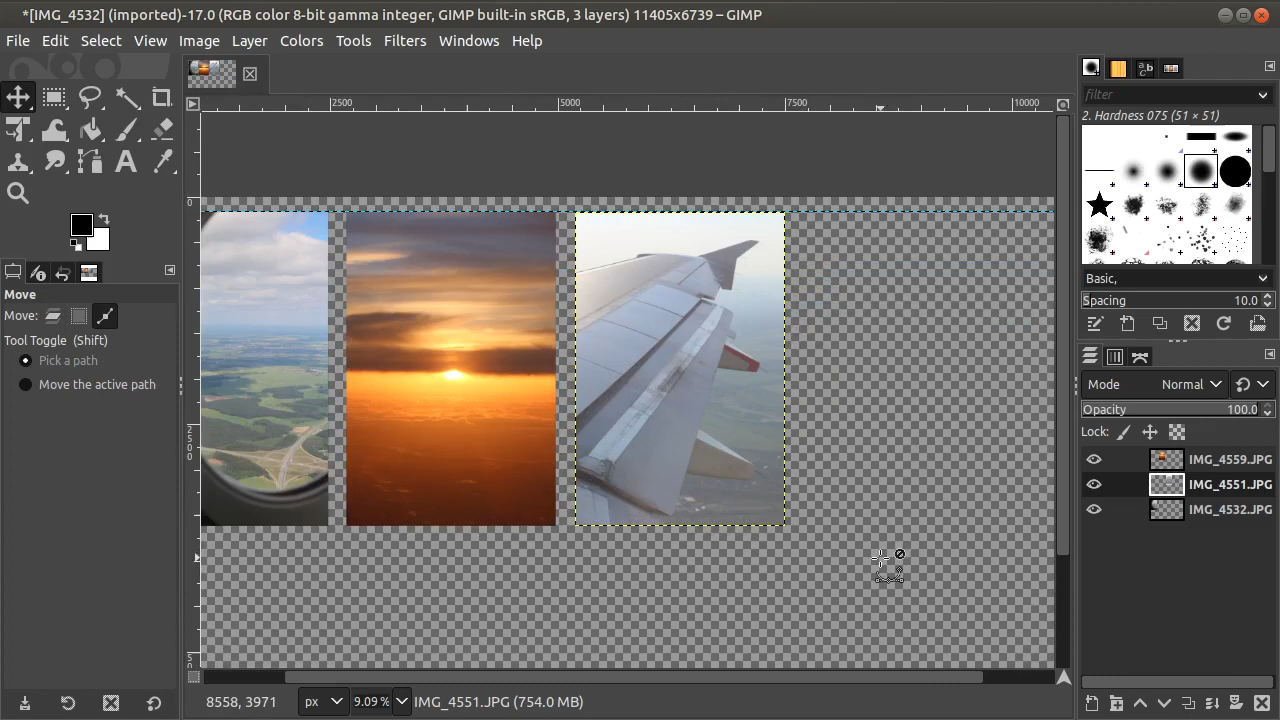 *[IMG_4532] (imported)-17.0 (RGB color 8-bit gamma integer, GIMP built-in sRGB, 3 layers) 11405x6739 – GIMP
File Edit Select View Image Layer Colors Tools Filters Windows Help
2500 5000 7500 10000
filter
2. Hardness 075 (51 × 51)
0
2500
5
Basic,
Spacing 10.0
Move
Move:
Tool Toggle (Shift)
Pick a path
Move the active path
Mode Normal
Opacity 100.0
Lock:
IMG_4559.JPG
IMG_4551.JPG
IMG_4532.JPG
8558, 3971 px 9.09 % IMG_4551.JPG (754.0 MB)